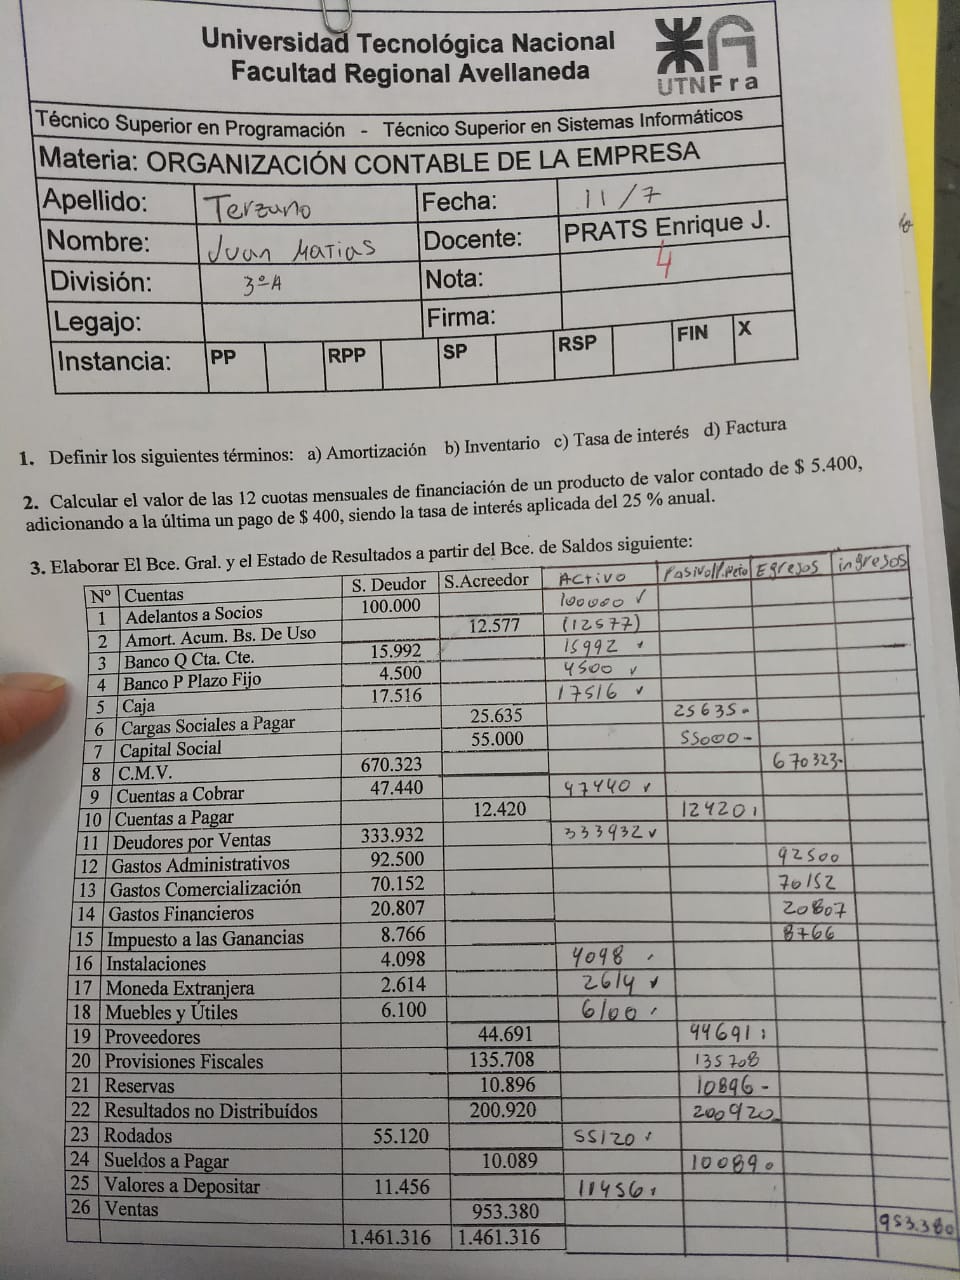 Universidad Tecnológica Nacional
Facultad Regional Avellaneda
UTNFra
Técnico Superior en Programación - Técnico Superior en Sistemas Informáticos
Materia: ORGANIZACIÓN CONTABLE DE LA EMPRESA
Apellido: Terzano Fecha: 11/7
Nombre: Juan Matias Docente: PRATS Enrique J.
División: 3ºA Nota: 4
Legajo: Firma:
Instancia: PP RPP SP RSP FIN X
1. Definir los siguientes términos: a) Amortización b) Inventario c) Tasa de interés d) Factura
2. Calcular el valor de las 12 cuotas mensuales de financiación de un producto de valor contado de $ 5.400,
adicionando a la última un pago de $ 400, siendo la tasa de interés aplicada del 25 % anual.
3. Elaborar El Bce. Gral. y el Estado de Resultados a partir del Bce. de Saldos siguiente:
Nº Cuentas S. Deudor S.Acreedor Activo Pasivo/P.Neto Egresos ingresos
1 Adelantos a Socios 100.000 100000 ✓
2 Amort. Acum. Bs. De Uso 12.577 (12577)
3 Banco Q Cta. Cte. 15.992 15992
4 Banco P Plazo Fijo 4.500 4500 ✓
5 Caja 17.516 17516 ✓
6 Cargas Sociales a Pagar 25.635 25635
7 Capital Social 55.000 55000
8 C.M.V. 670.323 670323
9 Cuentas a Cobrar 47.440 47440 ✓
10 Cuentas a Pagar 12.420 12420
11 Deudores por Ventas 333.932 333932 ✓
12 Gastos Administrativos 92.500 92500
13 Gastos Comercialización 70.152 70152
14 Gastos Financieros 20.807 20807
15 Impuesto a las Ganancias 8.766 8766
16 Instalaciones 4.098 4098
17 Moneda Extranjera 2.614 2614 ✓
18 Muebles y Útiles 6.100 6100
19 Proveedores 44.691 44691
20 Provisiones Fiscales 135.708 135708
21 Reservas 10.896 10896
22 Resultados no Distribuídos 200.920 200920
23 Rodados 55.120 55120
24 Sueldos a Pagar 10.089 10089
25 Valores a Depositar 11.456 11456
26 Ventas 953.380 953.380
1.461.316 1.461.316